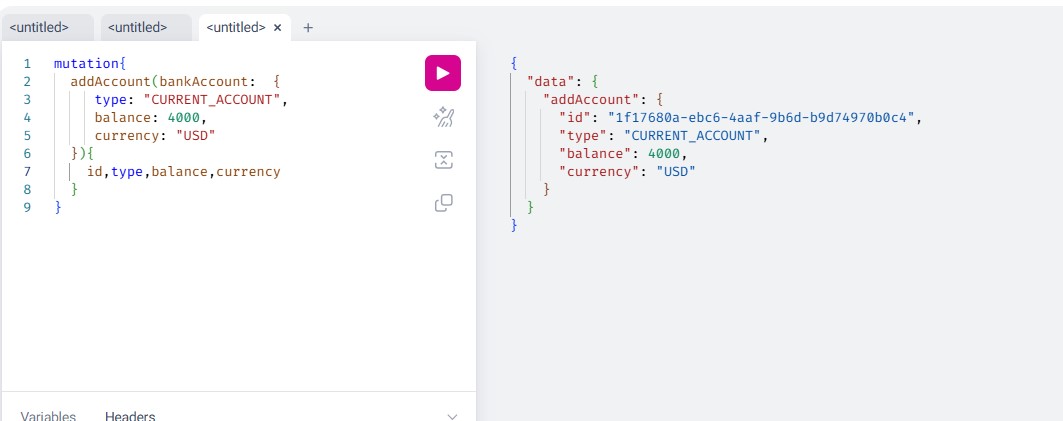 <untitled> <untitled> <untitled> × +
1 mutation{
2 addAccount(bankAccount: {
3 type: "CURRENT_ACCOUNT",
4 balance: 4000,
5 currency: "USD"
6 }){
7 id,type,balance,currency
8 }
9 }
{
"data": {
"addAccount": {
"id": "1f17680a-ebc6-4aaf-9b6d-b9d74970b0c4",
"type": "CURRENT_ACCOUNT",
"balance": 4000,
"currency": "USD"
}
}
}
Variables Headers